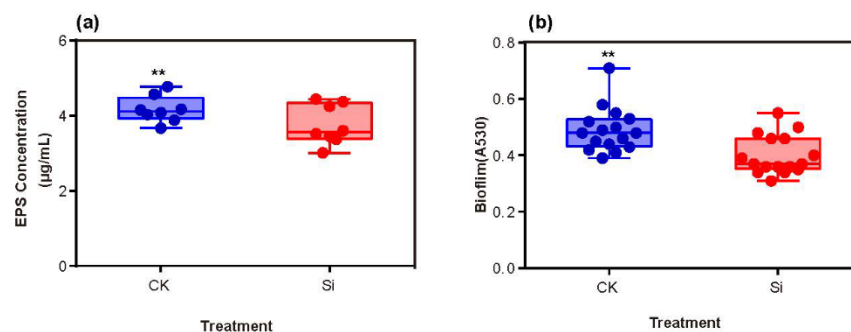 (a)
6
4
2
0
EPS Concentration
(µg/mL)
**
CK
Si
Treatment
(b)
0.8
0.6
0.4
0.2
0.0
Bioflim(A530)
**
CK
Si
Treatment